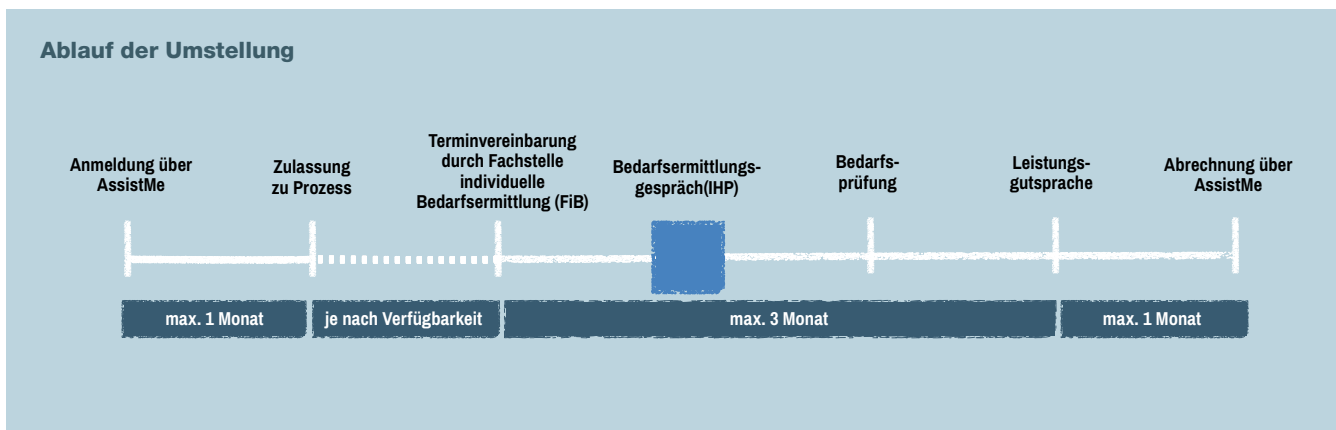 Ablauf der Umstellung
Anmeldung über
AssistMe
Zulassung
zu Prozess
Terminvereinbarung
durch Fachstelle
individuelle
Bedarfsermittlung (FiB)
Bedarfsermittlungs-
gespräch(IHP)
Bedarfs-
prüfung
Leistungs-
gutsprache
Abrechnung über
AssistMe
max. 1 Monat
je nach Verfügbarkeit
max. 3 Monat
max. 1 Monat